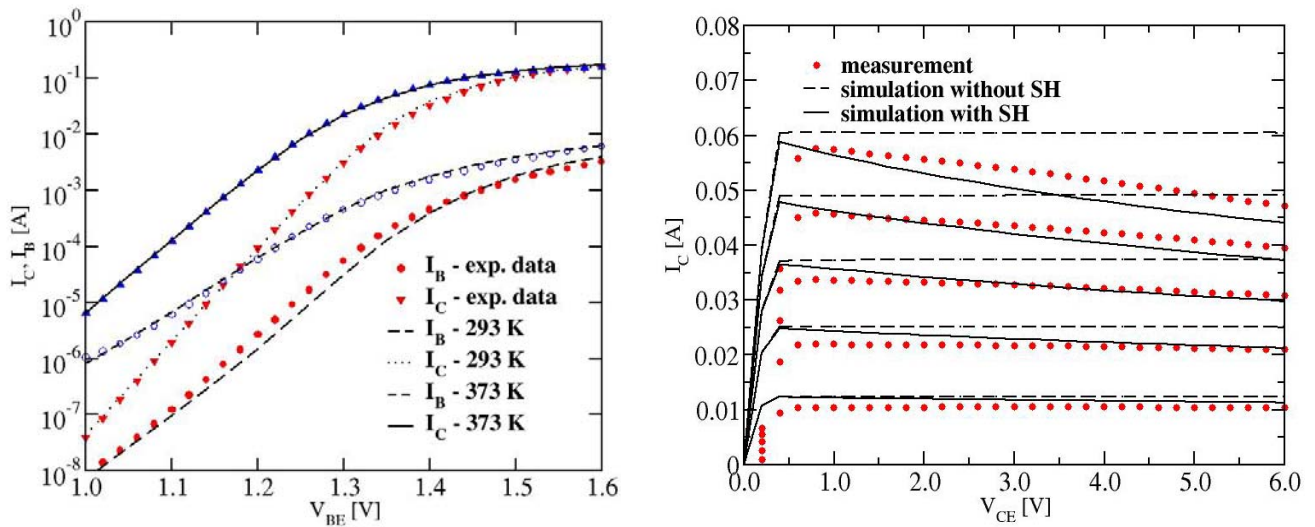 10^0
10^-1
10^-2
10^-3
10^-4
10^-5
10^-6
10^-7
10^-8
I_C, I_B [A]
I_B - exp. data
I_C - exp. data
I_B - 293 K
I_C - 293 K
I_B - 373 K
I_C - 373 K
1.0 1.1 1.2 1.3 1.4 1.5 1.6
V_BE [V]
0.08
0.07
0.06
0.05
0.04
0.03
0.02
0.01
0
I_C [A]
measurement
simulation without SH
simulation with SH
0.0 1.0 2.0 3.0 4.0 5.0 6.0
V_CE [V]